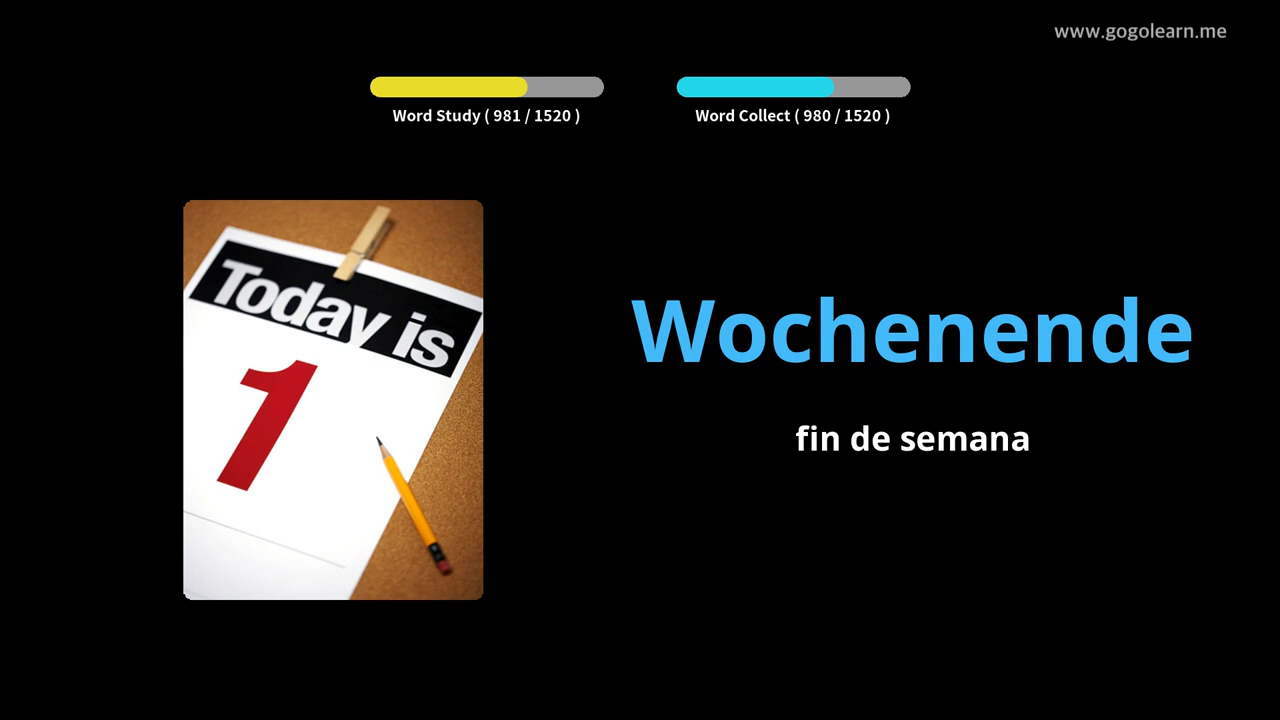 www.gogolearn.me
Word Study ( 981 / 1520 )
Word Collect ( 980 / 1520 )
Today is
1
Wochenende
fin de semana